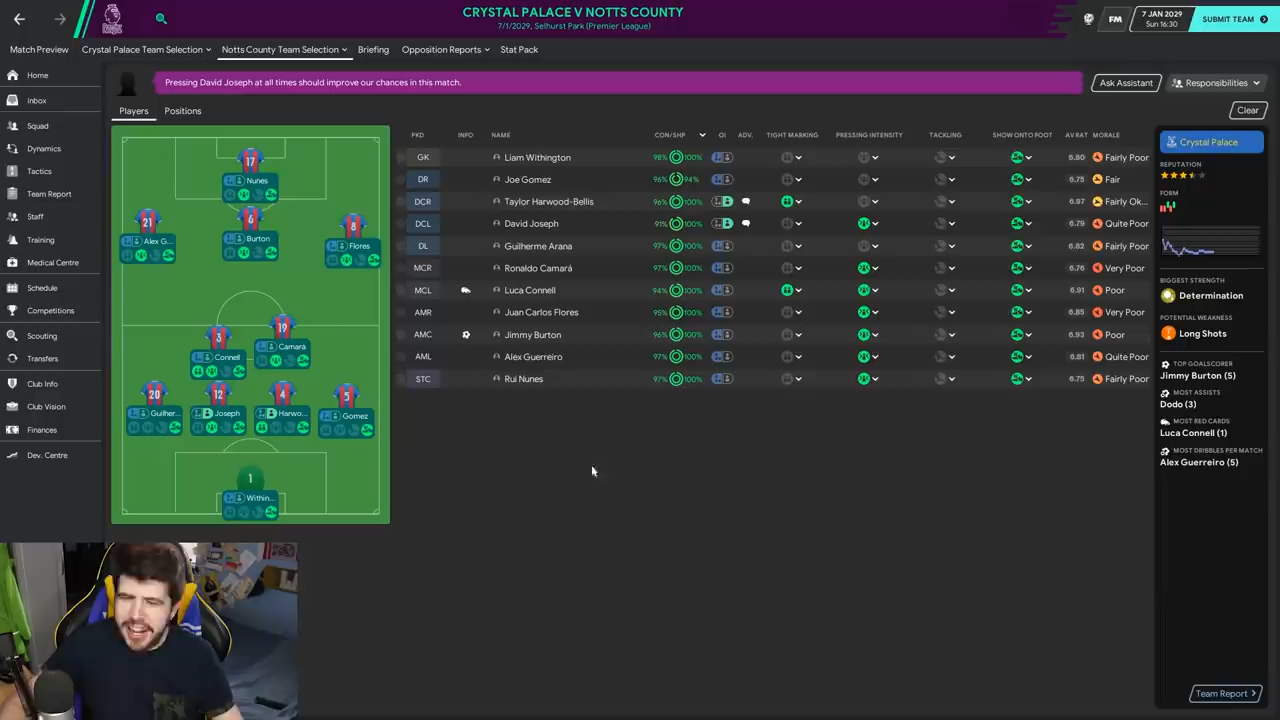 CRYSTAL PALACE V NOTTS COUNTY
7/1/2029, Selhurst Park (Premier League)
FM
7 JAN 2029
Sun 16:30
SUBMIT TEAM
Match Preview
Crystal Palace Team Selection
Notts County Team Selection
Briefing
Opposition Reports
Stat Pack
Home
Inbox
Squad
Dynamics
Tactics
Team Report
Staff
Training
Medical Centre
Schedule
Competitions
Scouting
Transfers
Club Info
Club Vision
Finances
Dev. Centre
Pressing David Joseph at all times should improve our chances in this match.
Ask Assistant
Responsibilities
Players
Positions
Clear
17
Nunes
21
Alex G...
6
Burton
8
Flores
3
Connell
19
Camará
20
Guilher...
12
Joseph
4
Harwo...
5
Gomez
1
Within...
PKD INFO NAME CON/SHP OI ADV. TIGHT MARKING PRESSING INTENSITY TACKLING SHOW ONTO FOOT AV RAT MORALE
GK Liam Withington 98% 100% 6.80 Fairly Poor
DR Joe Gomez 96% 94% 6.75 Fair
DCR Taylor Harwood-Bellis 96% 100% 6.97 Fairly Ok...
DCL David Joseph 91% 100% 6.79 Quite Poor
DL Guilherme Arana 97% 100% 6.82 Fairly Poor
MCR Ronaldo Camará 97% 100% 6.76 Very Poor
MCL Luca Connell 94% 100% 6.91 Poor
AMR Juan Carlos Flores 95% 100% 6.85 Very Poor
AMC Jimmy Burton 96% 100% 6.93 Poor
AML Alex Guerreiro 97% 100% 6.81 Quite Poor
STC Rui Nunes 97% 100% 6.75 Fairly Poor
Crystal Palace
REPUTATION
FORM
BIGGEST STRENGTH
Determination
POTENTIAL WEAKNESS
Long Shots
TOP GOALSCORER
Jimmy Burton (5)
MOST ASSISTS
Dodo (3)
MOST RED CARDS
Luca Connell (1)
MOST DRIBBLES PER MATCH
Alex Guerreiro (5)
Team Report